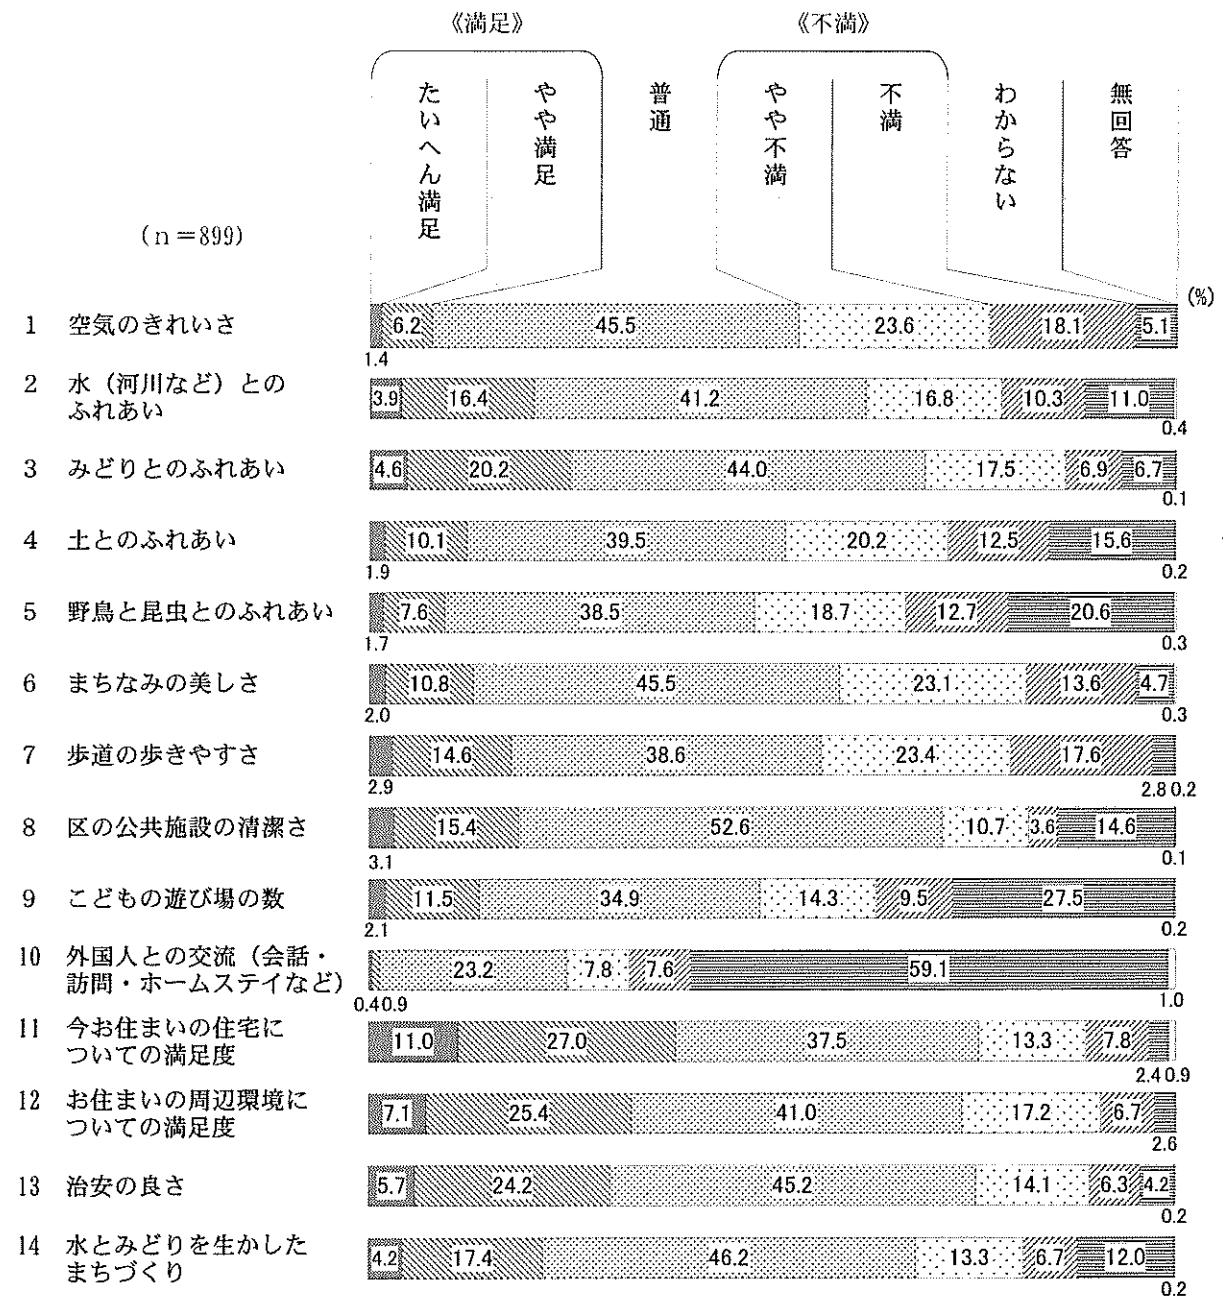 《満足》 《不満》
たいへん満足
やや満足
普通
やや不満
不満
わからない
無回答
（ｎ＝899）
(%)
1 空気のきれいさ
6.2 45.5 23.6 18.1 5.1
1.4
2 水（河川など）との
ふれあい
3.9 16.4 41.2 16.8 10.3 11.0
0.4
3 みどりとのふれあい
4.6 20.2 44.0 17.5 6.9 6.7
0.1
4 土とのふれあい
10.1 39.5 20.2 12.5 15.6
1.9 0.2
5 野鳥と昆虫とのふれあい
7.6 38.5 18.7 12.7 20.6
1.7 0.3
6 まちなみの美しさ
10.8 45.5 23.1 13.6 4.7
2.0 0.3
7 歩道の歩きやすさ
14.6 38.6 23.4 17.6
2.9 2.8 0.2
8 区の公共施設の清潔さ
15.4 52.6 10.7 3.6 14.6
3.1 0.1
9 こどもの遊び場の数
11.5 34.9 14.3 9.5 27.5
2.1 0.2
10 外国人との交流（会話・
訪問・ホームステイなど）
23.2 7.8 7.6 59.1
0.4 0.9 1.0
11 今お住まいの住宅に
ついての満足度
11.0 27.0 37.5 13.3 7.8
2.4 0.9
12 お住まいの周辺環境に
ついての満足度
7.1 25.4 41.0 17.2 6.7
2.6
13 治安の良さ
5.7 24.2 45.2 14.1 6.3 4.2
0.2
14 水とみどりを生かした
まちづくり
4.2 17.4 46.2 13.3 6.7 12.0
0.2